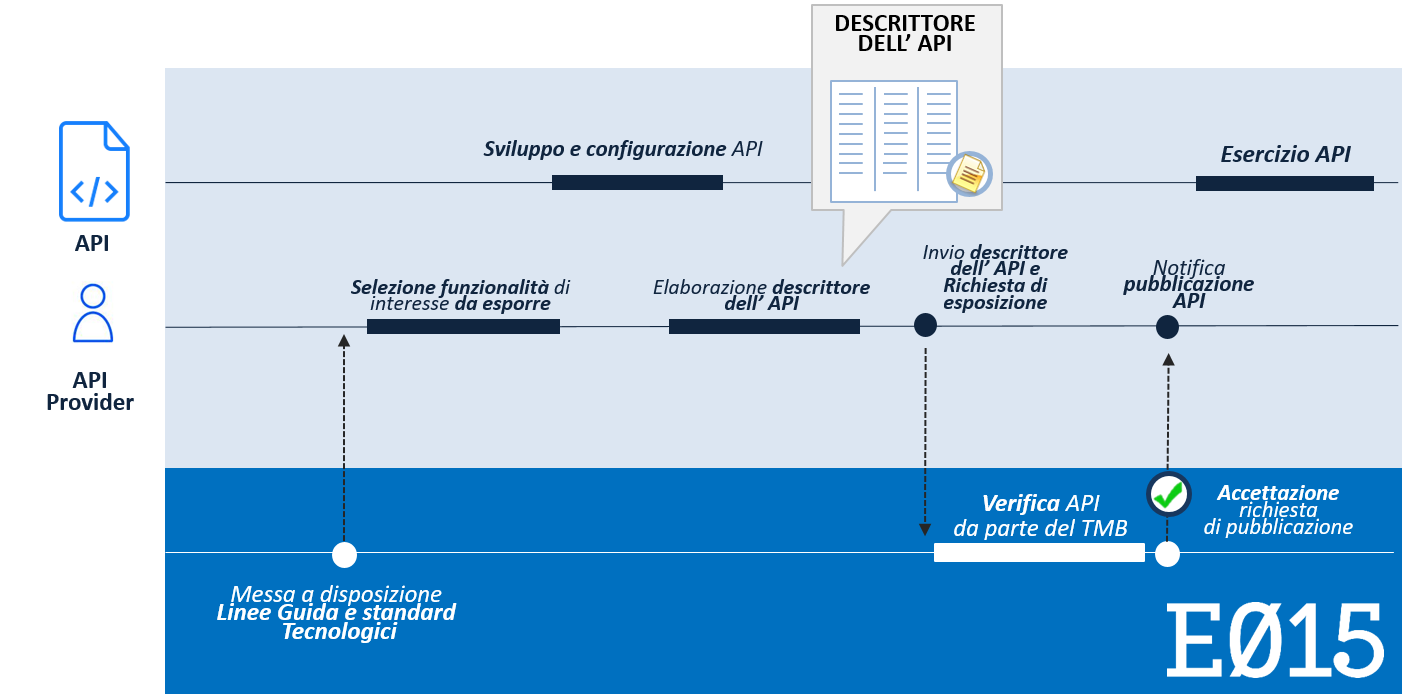 DESCRITTORE
DELL' API
Sviluppo e configurazione API
Esercizio API
</>
API
Selezione funzionalità di
interesse da esporre
Elaborazione descrittore
dell' API
Invio descrittore
dell' API e
Richiesta di
esposizione
Notifica
pubblicazione
API
API
Provider
Verifica API
da parte del TMB
Accettazione
richiesta
di pubblicazione
Messa a disposizione
Linee Guida e standard
Tecnologici
EØ15